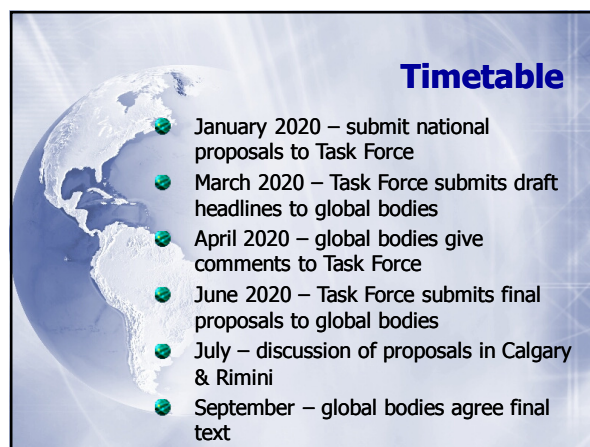 Timetable
January 2020 – submit national
proposals to Task Force
March 2020 – Task Force submits draft
headlines to global bodies
April 2020 – global bodies give
comments to Task Force
June 2020 – Task Force submits final
proposals to global bodies
July – discussion of proposals in Calgary
& Rimini
September – global bodies agree final
text